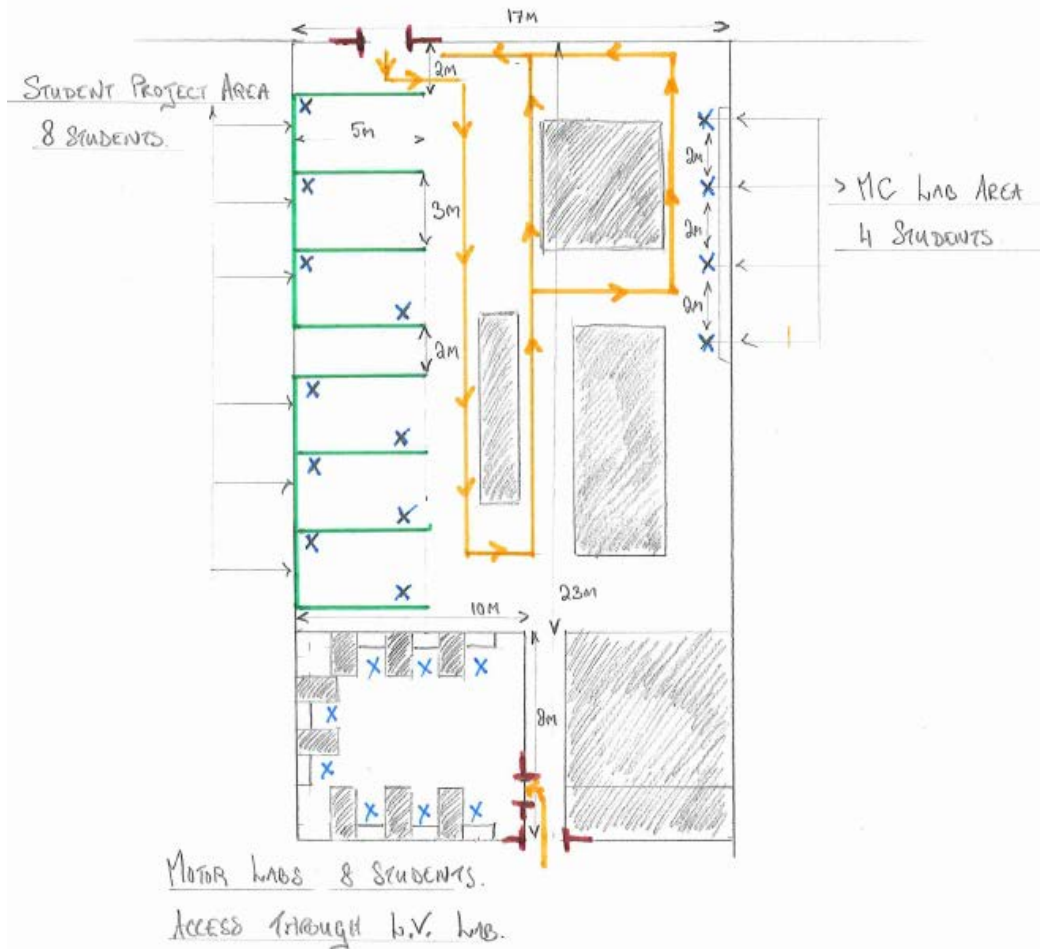 17M
2M
STUDENT PROJECT AREA
8 STUDENTS.
5M
3M
2M
2M
2M
2M
> MC LAB AREA
4 STUDENTS
23M
10M
8M
MOTOR LABS 8 STUDENTS.
ACCESS THROUGH L.V. LAB.